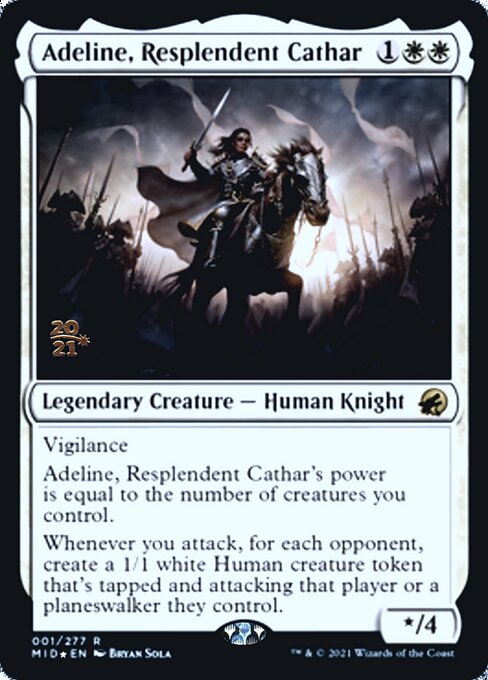 Adeline, Resplendent Cathar 1
20
21
Legendary Creature — Human Knight
Vigilance
Adeline, Resplendent Cathar's power
is equal to the number of creatures you
control.
Whenever you attack, for each opponent,
create a 1/1 white Human creature token
that's tapped and attacking that player or a
planeswalker they control.
*/4
001/277 R
MID★EN Bryan Sola
™ & © 2021 Wizards of the Coast